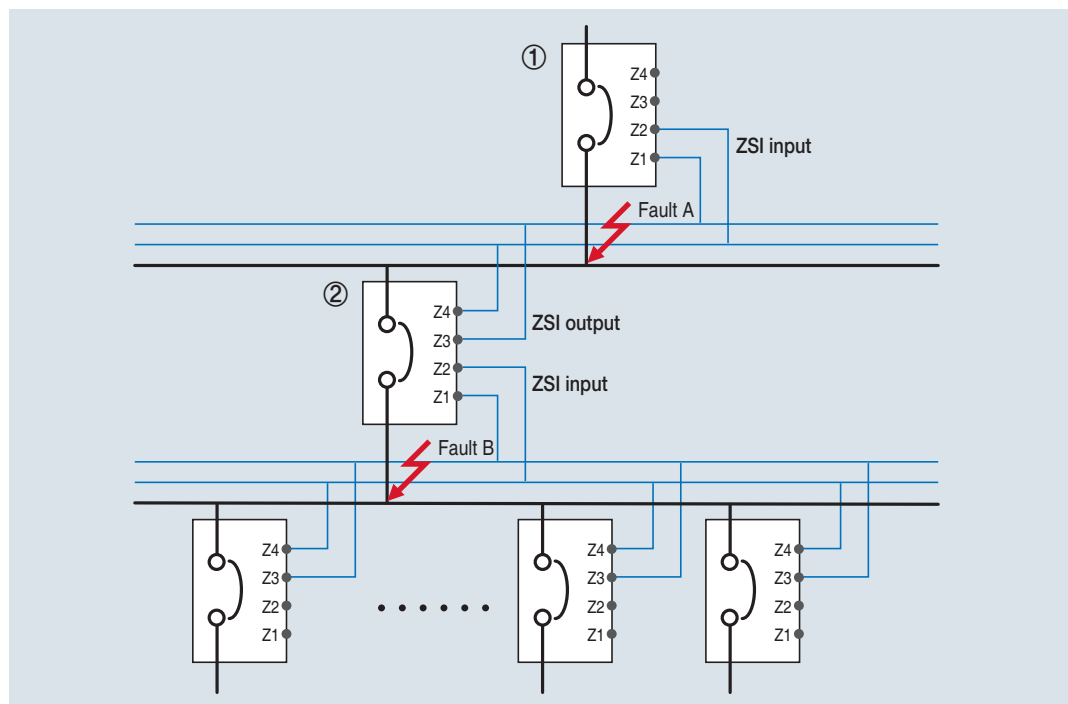 ①
Z4
Z3
Z2
Z1
ZSI input
Fault A
②
Z4
Z3
Z2
Z1
ZSI output
ZSI input
Fault B
Z4
Z3
Z2
Z1
Z4
Z3
Z2
Z1
Z4
Z3
Z2
Z1